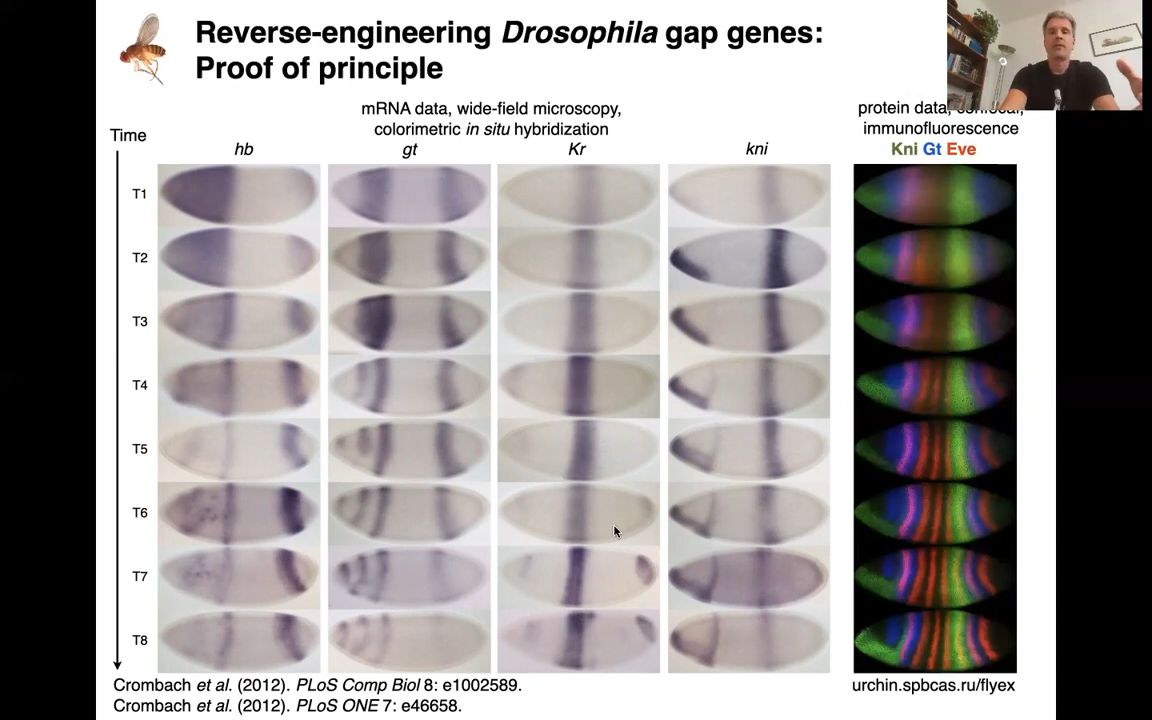 Reverse-engineering Drosophila gap genes:
Proof of principle
mRNA data, wide-field microscopy,
colorimetric in situ hybridization
protein data, confocal,
immunofluorescence
Time
hb gt Kr kni
Kni Gt Eve
T1
T2
T3
T4
T5
T6
T7
T8
Crombach et al. (2012). PLoS Comp Biol 8: e1002589.
Crombach et al. (2012). PLoS ONE 7: e46658.
urchin.spbcas.ru/flyex